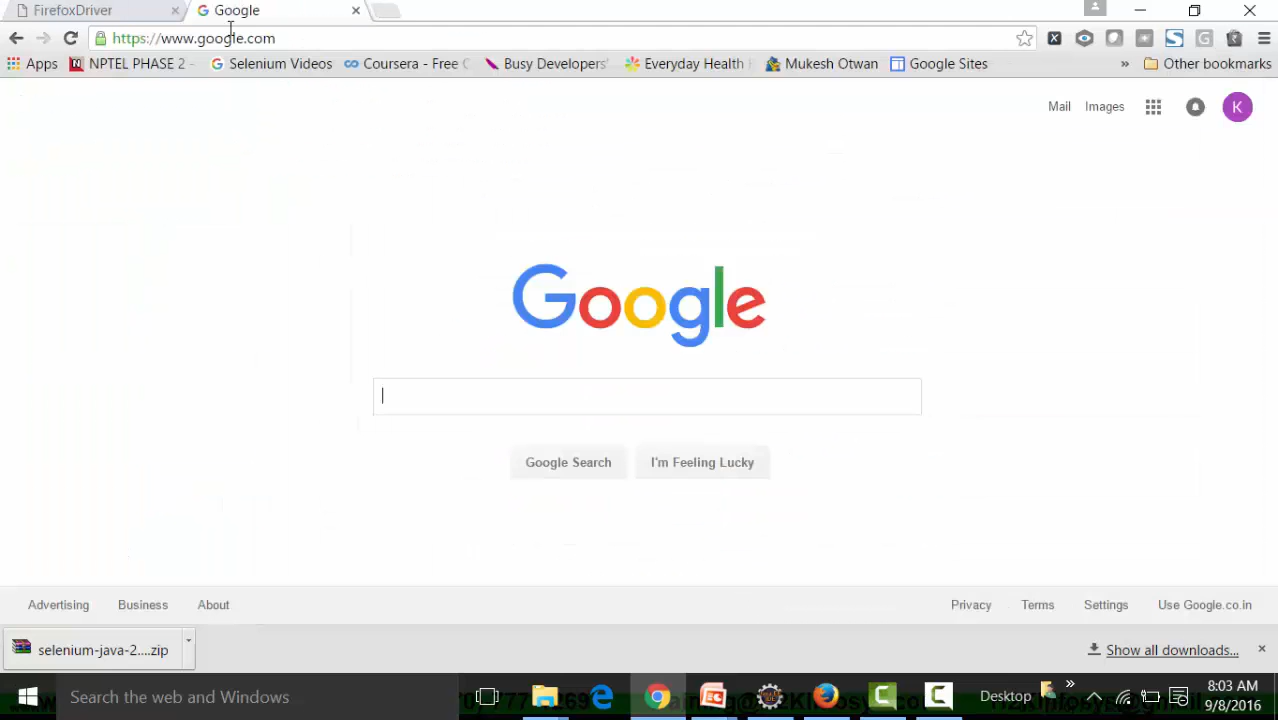 FirefoxDriver
Google
https://www.google.com
Apps NPTEL PHASE 2 - Selenium Videos Coursera - Free C Busy Developers' Everyday Health Mukesh Otwan Google Sites » Other bookmarks
Mail Images K
Google
Google Search I'm Feeling Lucky
Advertising Business About Privacy Terms Settings Use Google.co.in
selenium-java-2....zip Show all downloads...
Search the web and Windows Desktop » 8:03 AM
9/8/2016